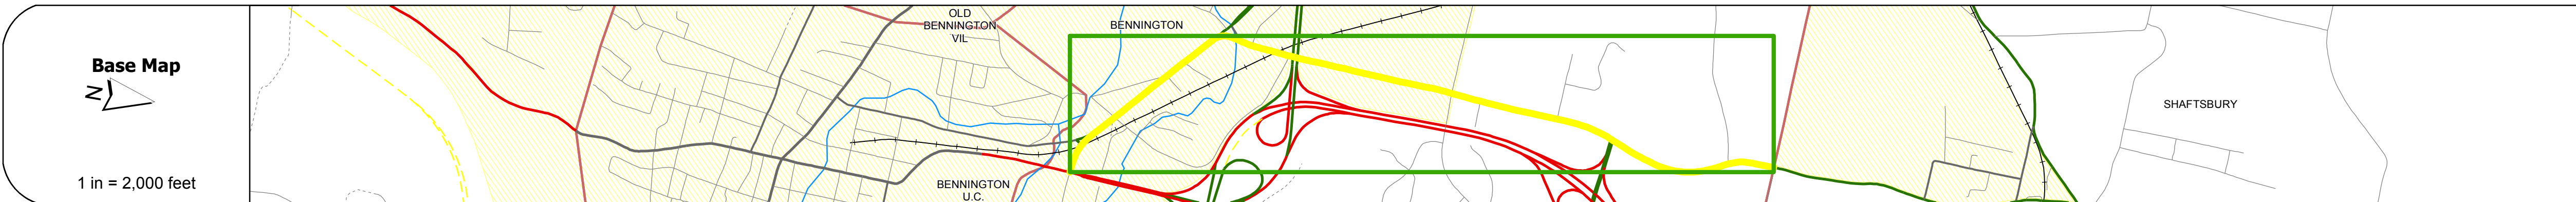 Base Map
N
1 in = 2,000 feet
OLD
BENNINGTON
VIL
BENNINGTON
BENNINGTON
U.C.
SHAFTSBURY